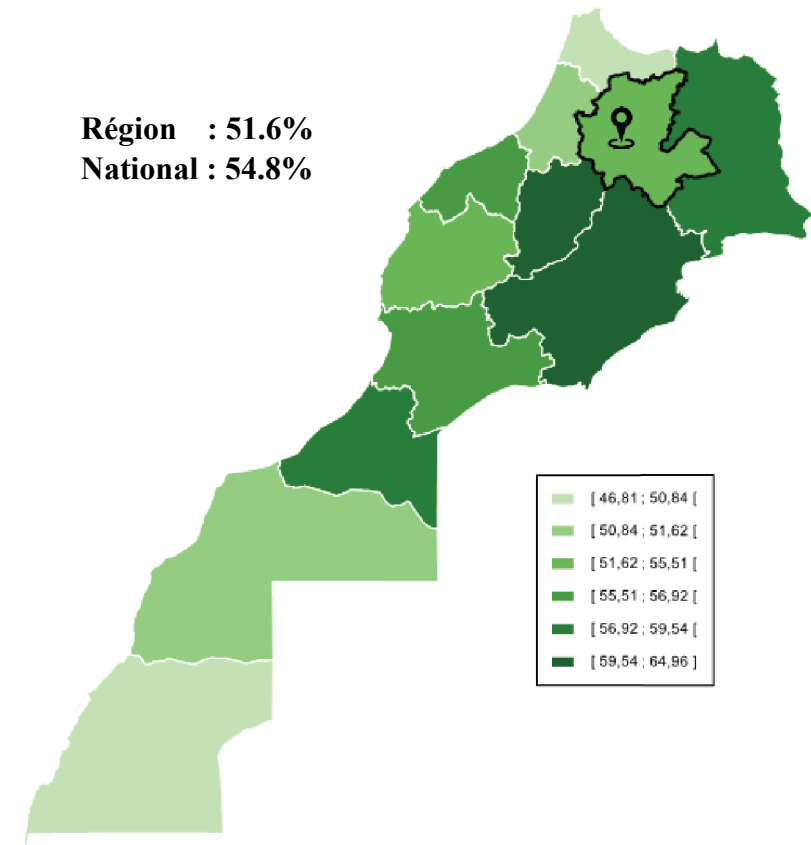 Région : 51.6%
National : 54.8%
[ 46,81 ; 50,84 [
[ 50,84 ; 51,62 [
[ 51,62 ; 55,51 [
[ 55,51 ; 56,92 [
[ 56,92 ; 59,54 [
[ 59,54 ; 64,96 ]